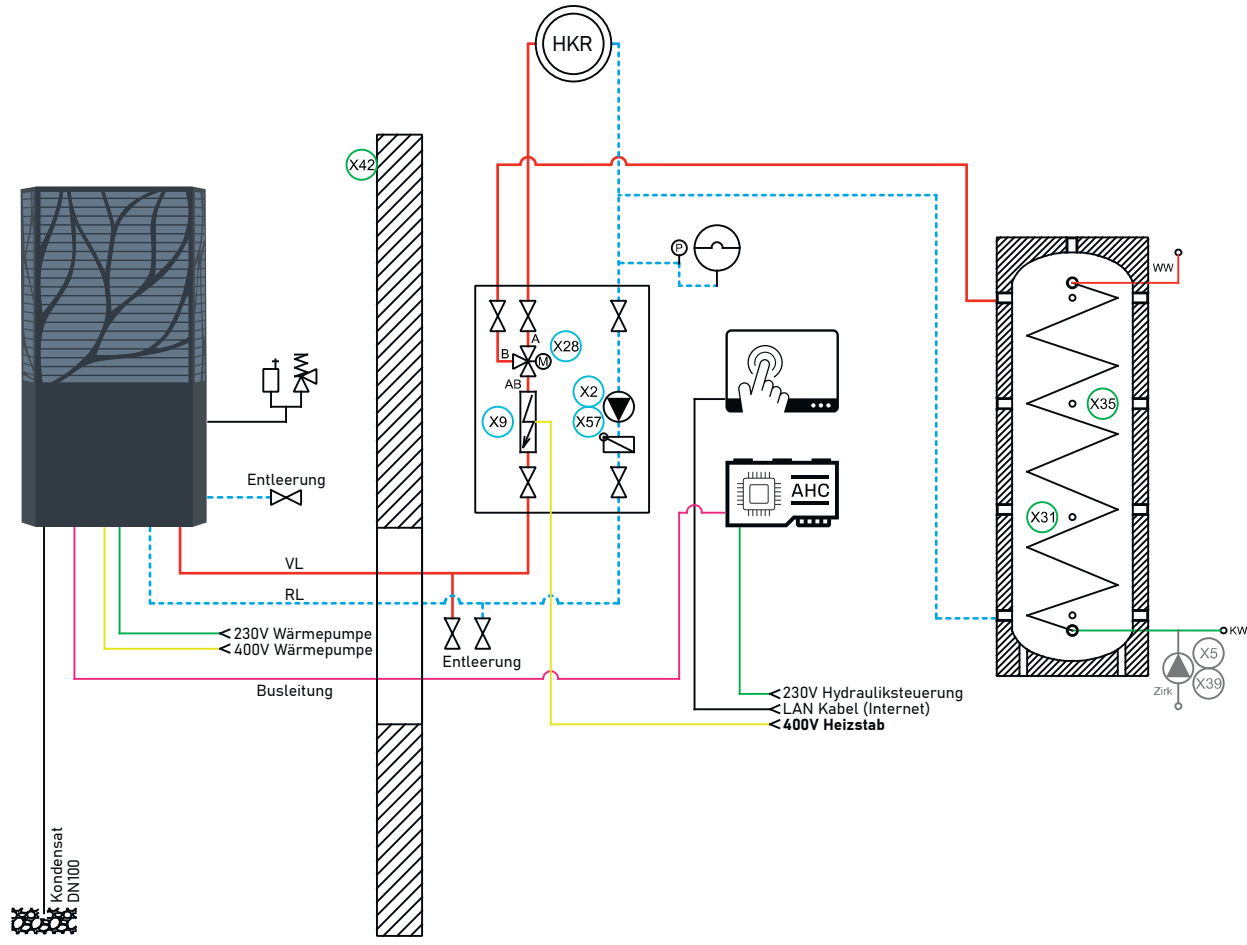 HKR
X42
P
WW
A
B
M
X28
AB
X2
X9
X57
X35
Entleerung
AHC
X31
VL
RL
230V Wärmepumpe
400V Wärmepumpe
Entleerung
KW
X5
Zirk
X39
Busleitung
230V Hydrauliksteuerung
LAN Kabel (Internet)
400V Heizstab
Kondensat
DN100